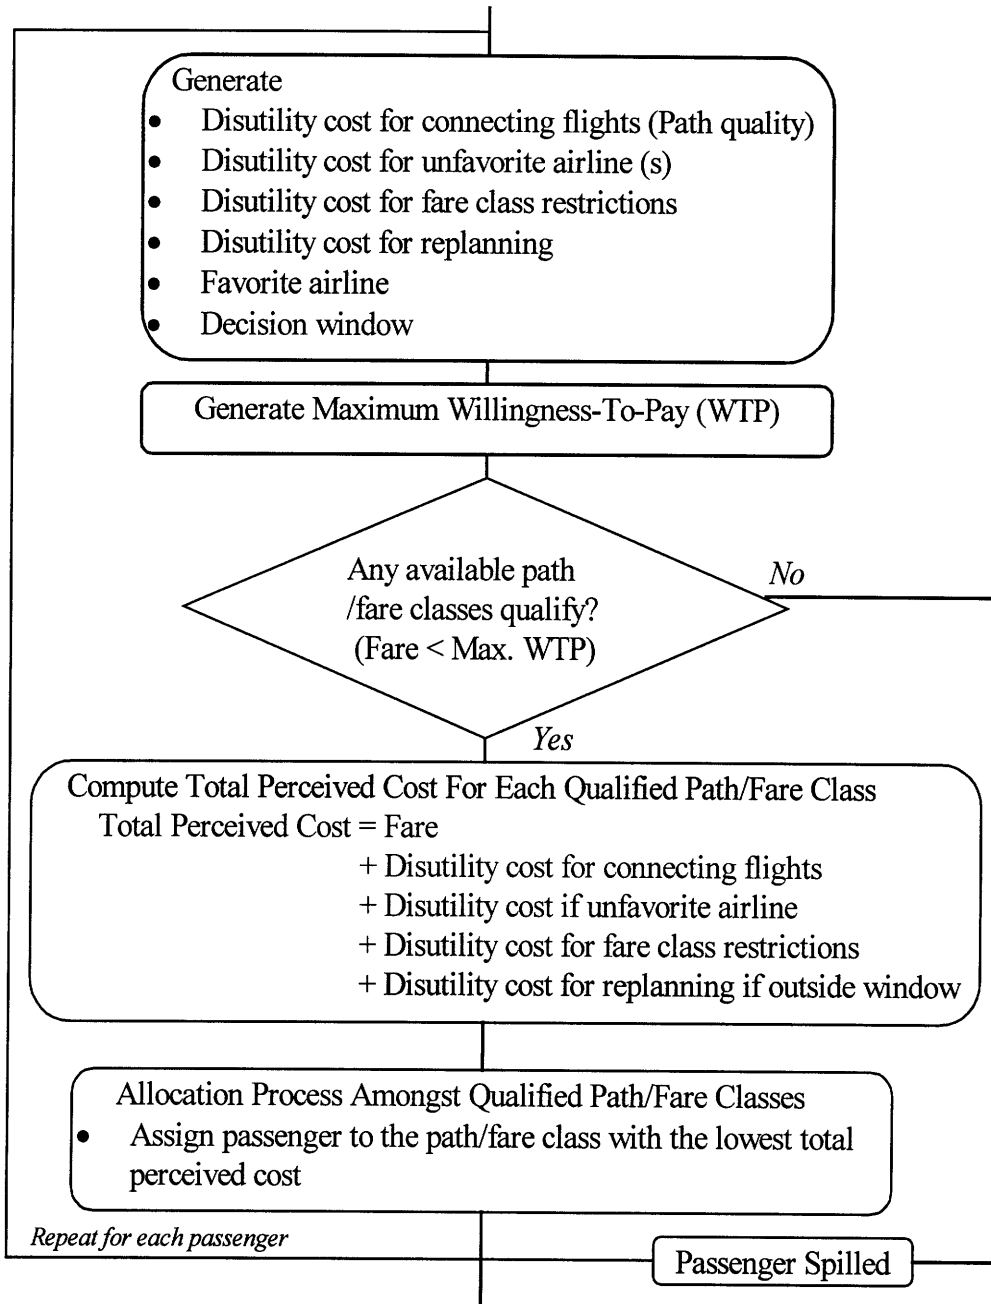 Generate
• Disutility cost for connecting flights (Path quality)
• Disutility cost for unfavorite airline (s)
• Disutility cost for fare class restrictions
• Disutility cost for replanning
• Favorite airline
• Decision window
Generate Maximum Willingness-To-Pay (WTP)
Any available path
/fare classes qualify?
(Fare < Max. WTP)
No
Yes
Compute Total Perceived Cost For Each Qualified Path/Fare Class
Total Perceived Cost = Fare
+ Disutility cost for connecting flights
+ Disutility cost if unfavorite airline
+ Disutility cost for fare class restrictions
+ Disutility cost for replanning if outside window
Allocation Process Amongst Qualified Path/Fare Classes
• Assign passenger to the path/fare class with the lowest total
perceived cost
Repeat for each passenger
Passenger Spilled